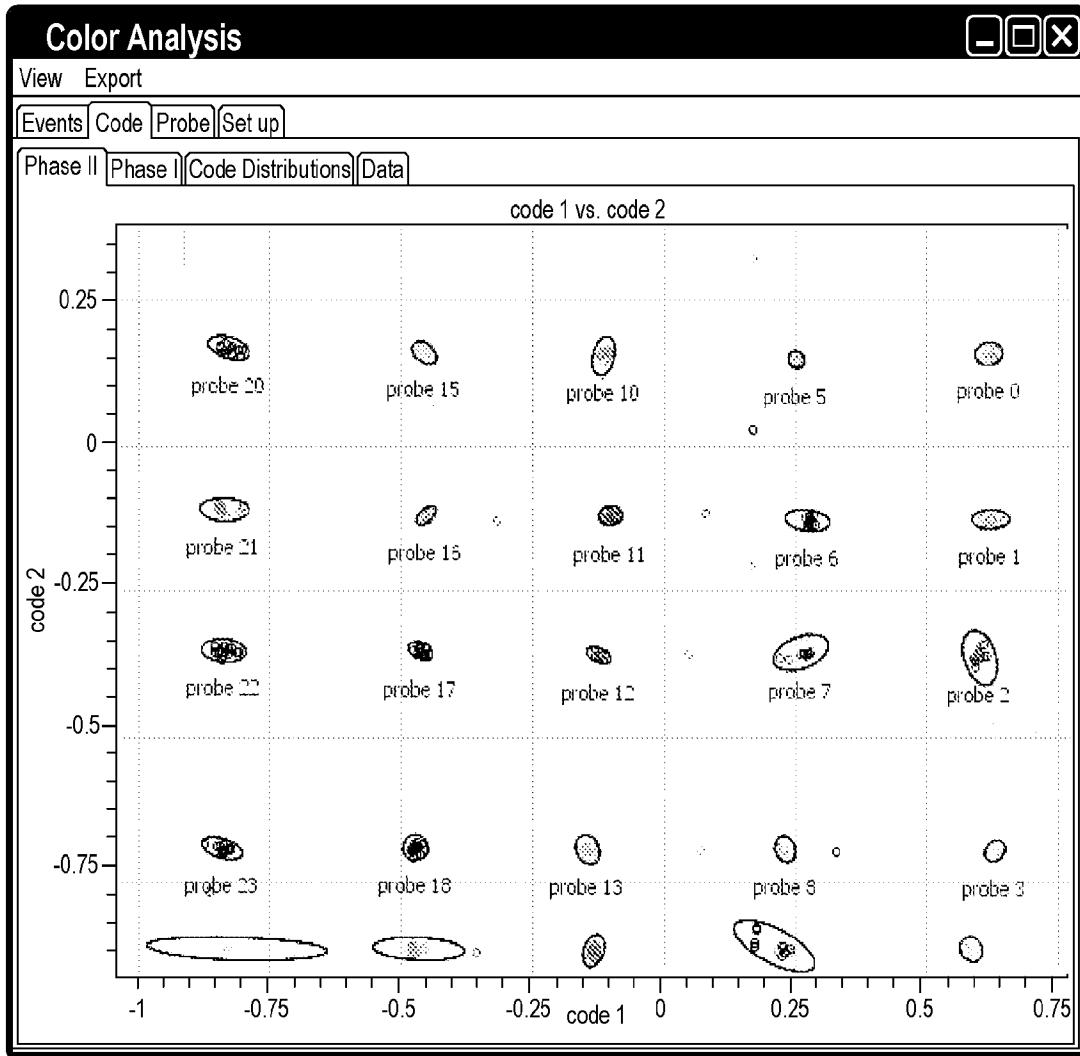 Color Analysis
View Export
Events Code Probe Set up
Phase II Phase I Code Distributions Data
code 1 vs. code 2
0.25
probe 20 probe 15 probe 10 probe 5 probe 0
0
probe 21 probe 16 probe 11 probe 6 probe 1
-0.25
code 2
probe 22 probe 17 probe 12 probe 7 probe 2
-0.5
-0.75
probe 23 probe 18 probe 13 probe 8 probe 3
-1 -0.75 -0.5 -0.25 0 0.25 0.5 0.75
code 1